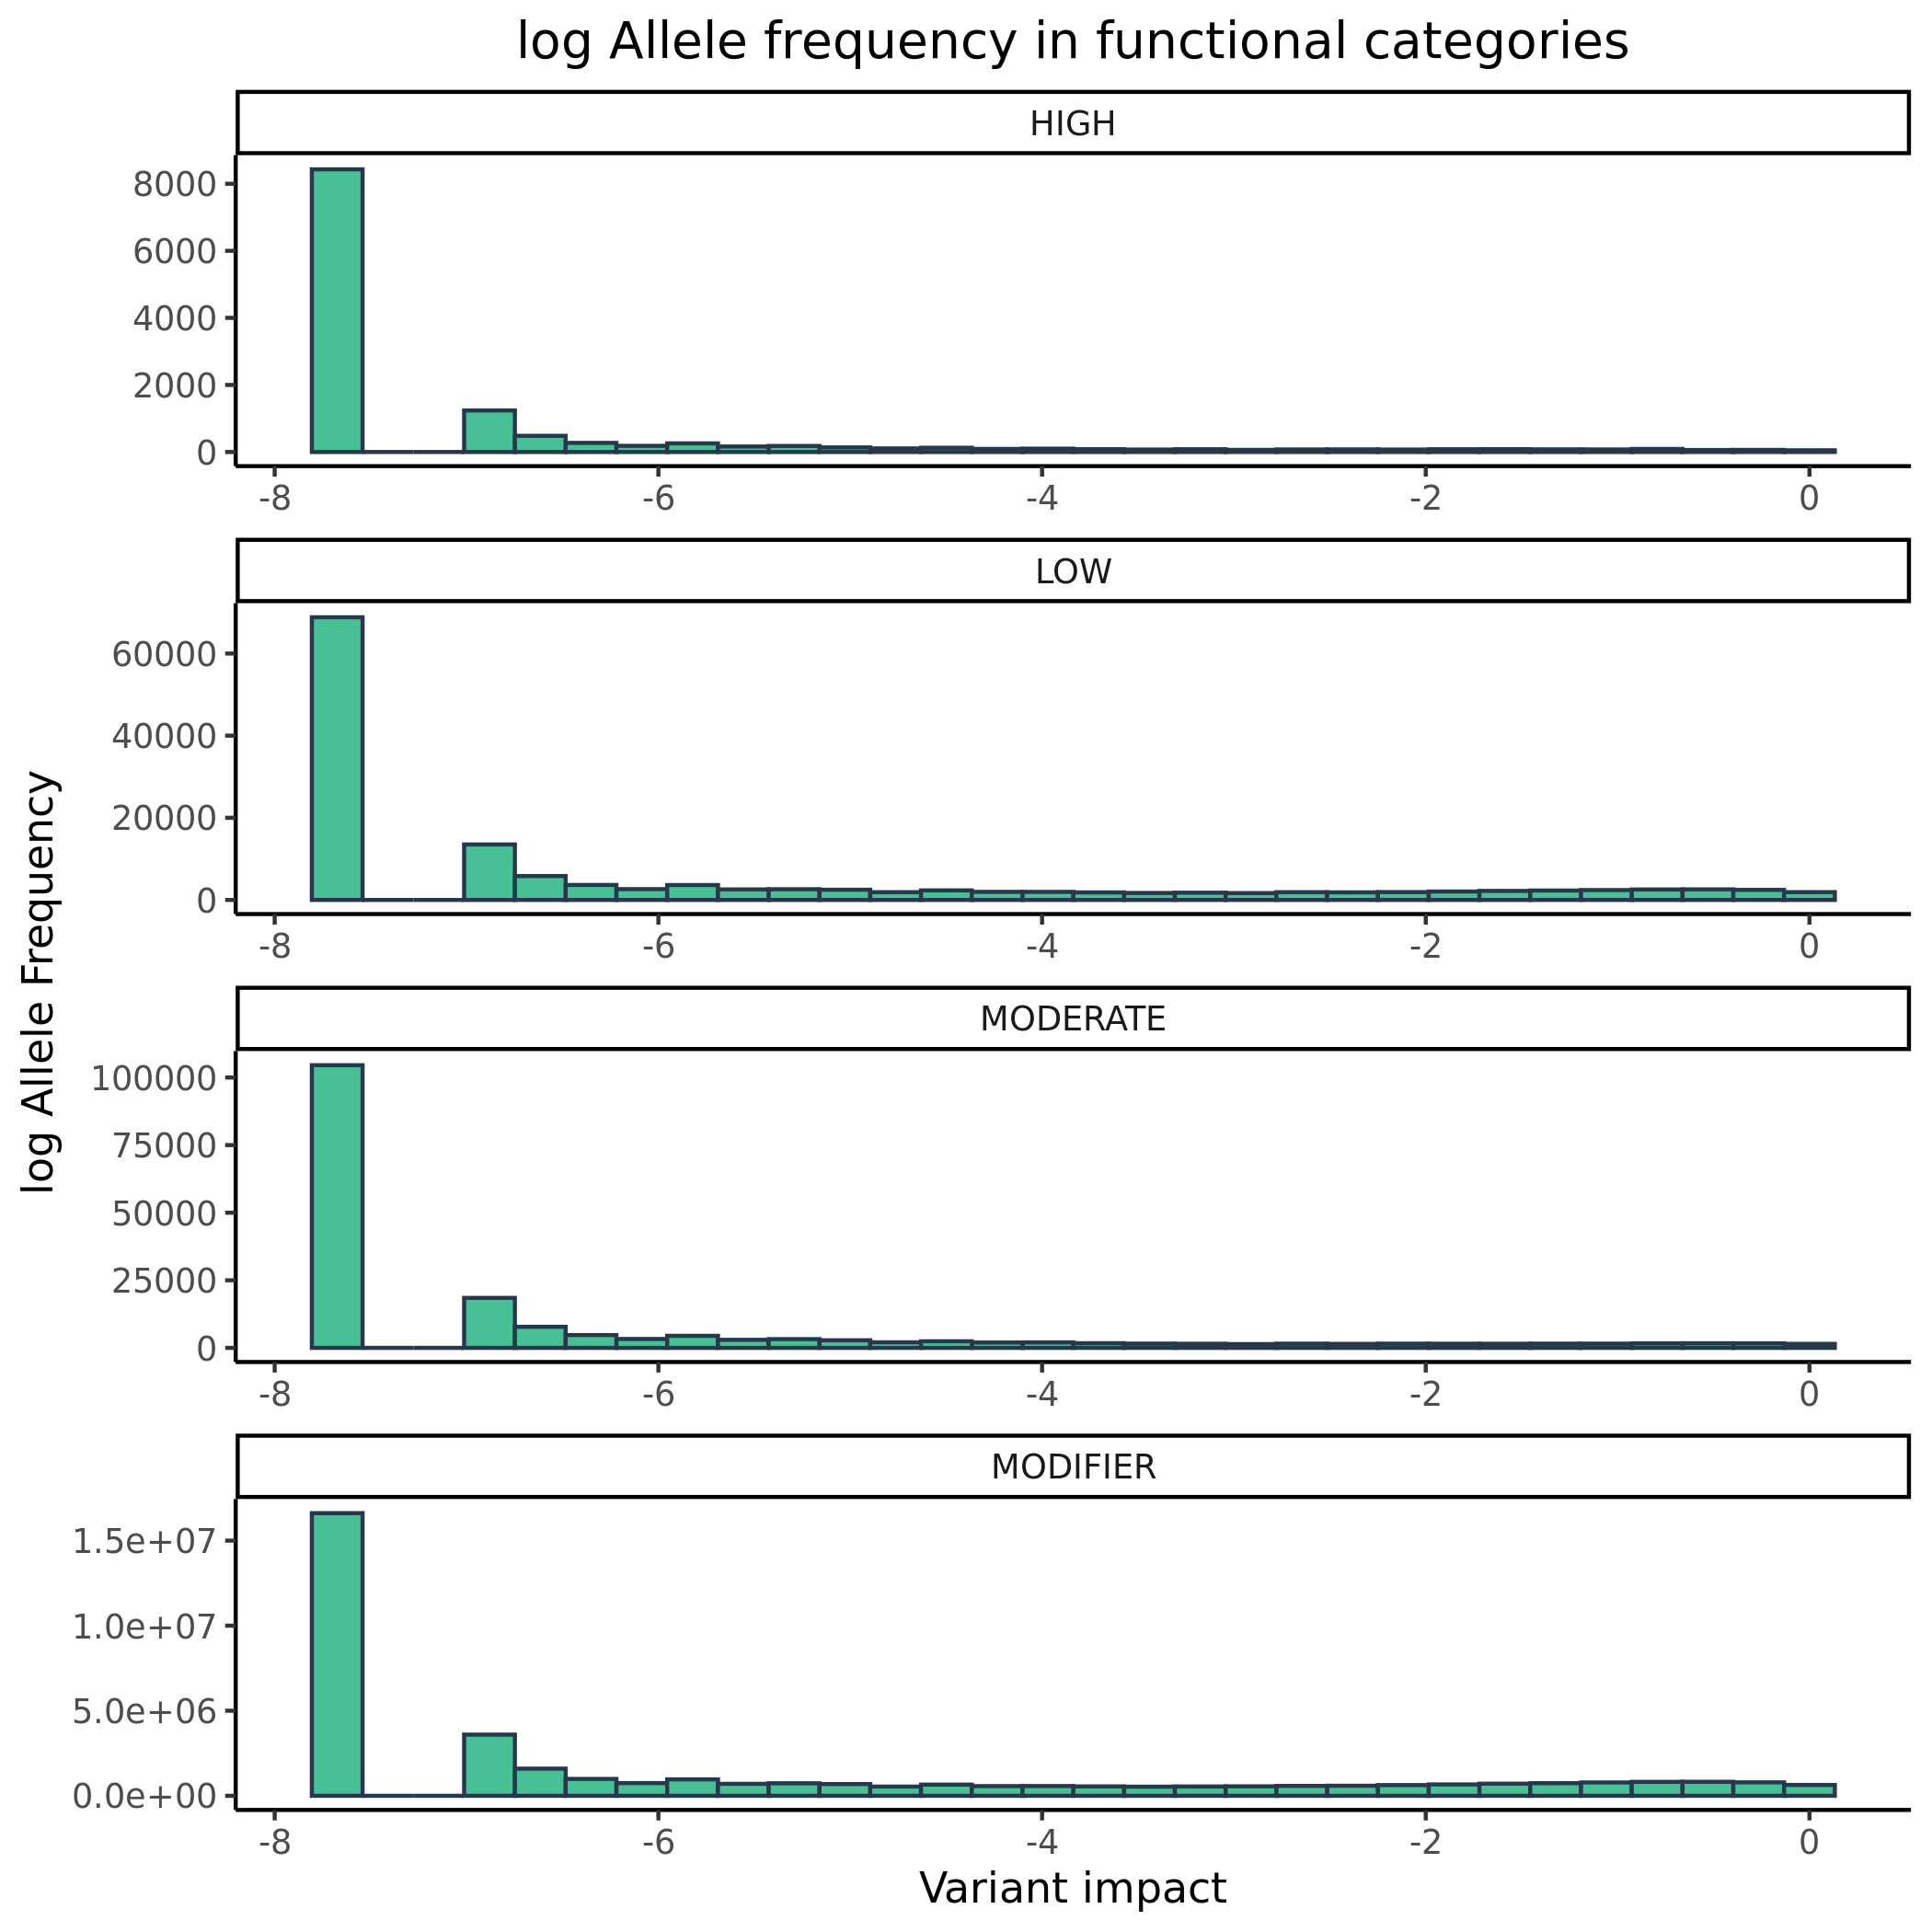 log Allele frequency in functional categories
HIGH
8000
6000
4000
2000
0
-8 -6 -4 -2 0
LOW
60000
40000
20000
0
-8 -6 -4 -2 0
log Allele Frequency
MODERATE
100000
75000
50000
25000
0
-8 -6 -4 -2 0
MODIFIER
1.5e+07
1.0e+07
5.0e+06
0.0e+00
-8 -6 -4 -2 0
Variant impact